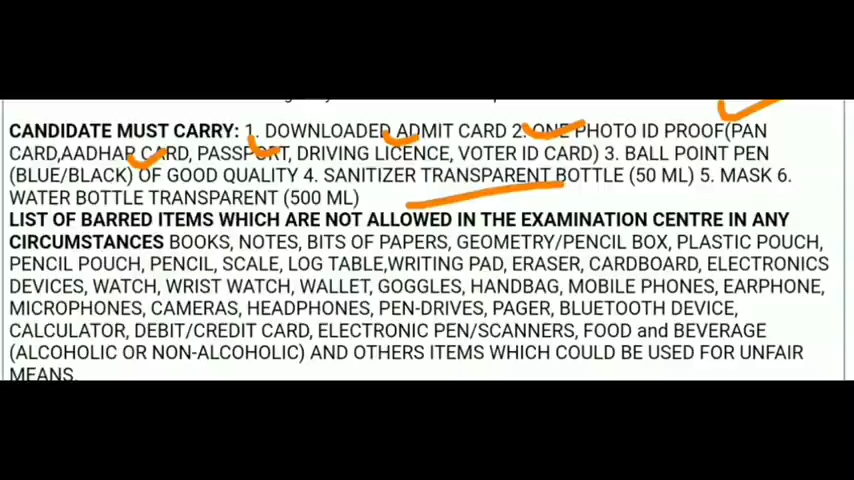 CANDIDATE MUST CARRY: 1. DOWNLOADED ADMIT CARD 2. ONE PHOTO ID PROOF(PAN
CARD,AADHAR CARD, PASSPORT, DRIVING LICENCE, VOTER ID CARD) 3. BALL POINT PEN
(BLUE/BLACK) OF GOOD QUALITY 4. SANITIZER TRANSPARENT BOTTLE (50 ML) 5. MASK 6.
WATER BOTTLE TRANSPARENT (500 ML)
LIST OF BARRED ITEMS WHICH ARE NOT ALLOWED IN THE EXAMINATION CENTRE IN ANY
CIRCUMSTANCES BOOKS, NOTES, BITS OF PAPERS, GEOMETRY/PENCIL BOX, PLASTIC POUCH,
PENCIL POUCH, PENCIL, SCALE, LOG TABLE,WRITING PAD, ERASER, CARDBOARD, ELECTRONICS
DEVICES, WATCH, WRIST WATCH, WALLET, GOGGLES, HANDBAG, MOBILE PHONES, EARPHONE,
MICROPHONES, CAMERAS, HEADPHONES, PEN-DRIVES, PAGER, BLUETOOTH DEVICE,
CALCULATOR, DEBIT/CREDIT CARD, ELECTRONIC PEN/SCANNERS, FOOD and BEVERAGE
(ALCOHOLIC OR NON-ALCOHOLIC) AND OTHERS ITEMS WHICH COULD BE USED FOR UNFAIR
MEANS.